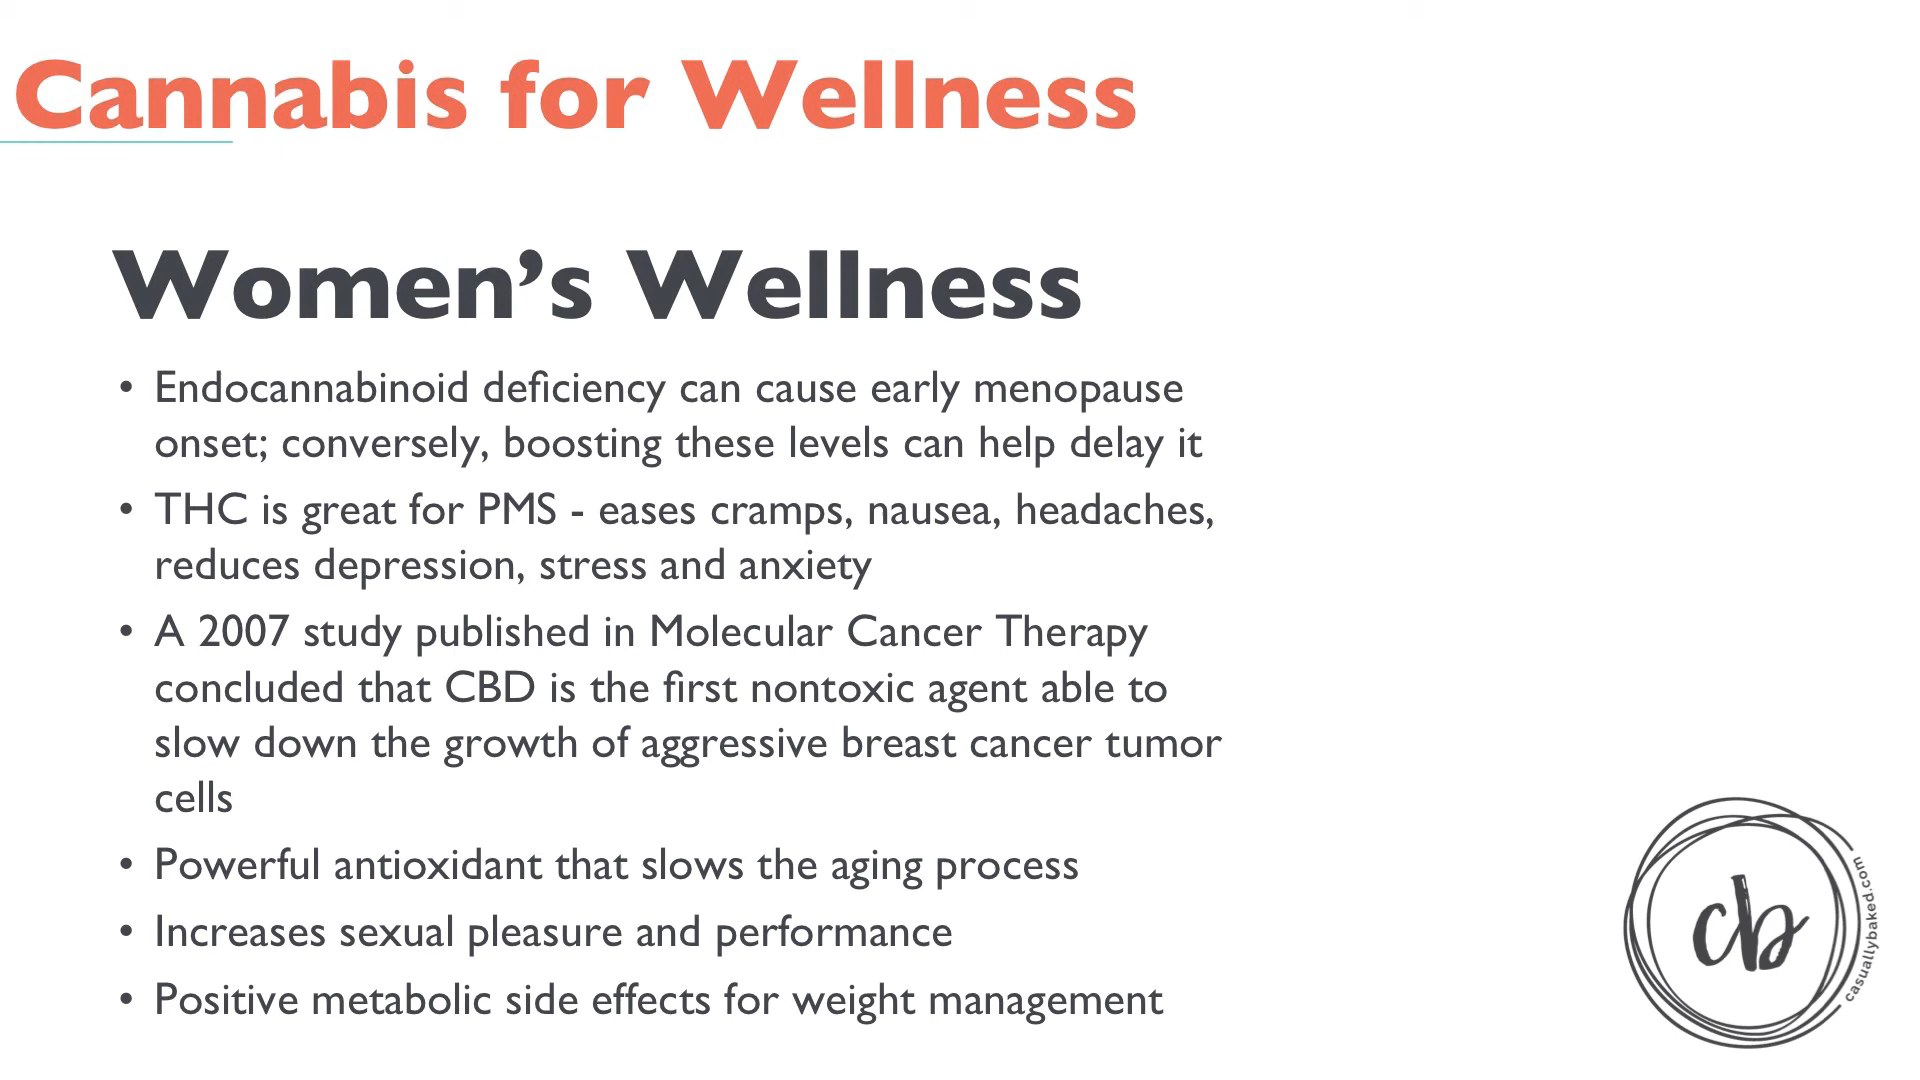 Cannabis for Wellness
Women’s Wellness
• Endocannabinoid deficiency can cause early menopause
onset; conversely, boosting these levels can help delay it
• THC is great for PMS - eases cramps, nausea, headaches,
reduces depression, stress and anxiety
• A 2007 study published in Molecular Cancer Therapy
concluded that CBD is the first nontoxic agent able to
slow down the growth of aggressive breast cancer tumor
cells
• Powerful antioxidant that slows the aging process
• Increases sexual pleasure and performance
• Positive metabolic side effects for weight management
cb
casuallybaked.com